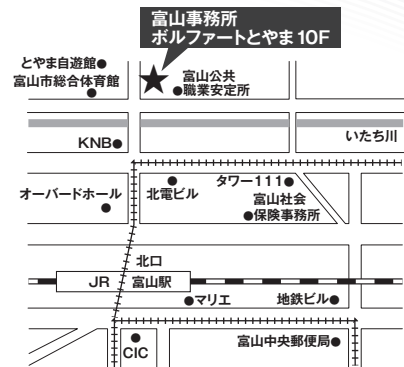 富山事務所
ボルファートとやま10F
とやま自遊館
富山市総合体育館
富山公共
職業安定所
KNB
いたち川
オーバードホール
北電ビル
タワー111
富山社会
保険事務所
北口
JR 富山駅
マリエ
地鉄ビル
CIC
富山中央郵便局